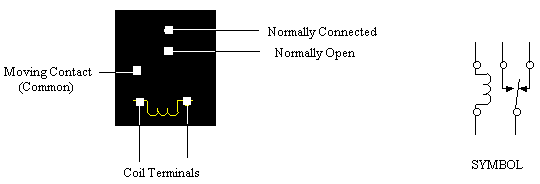 Normally Connected
Normally Open
Moving Contact
(Common)
Coil Terminals
SYMBOL